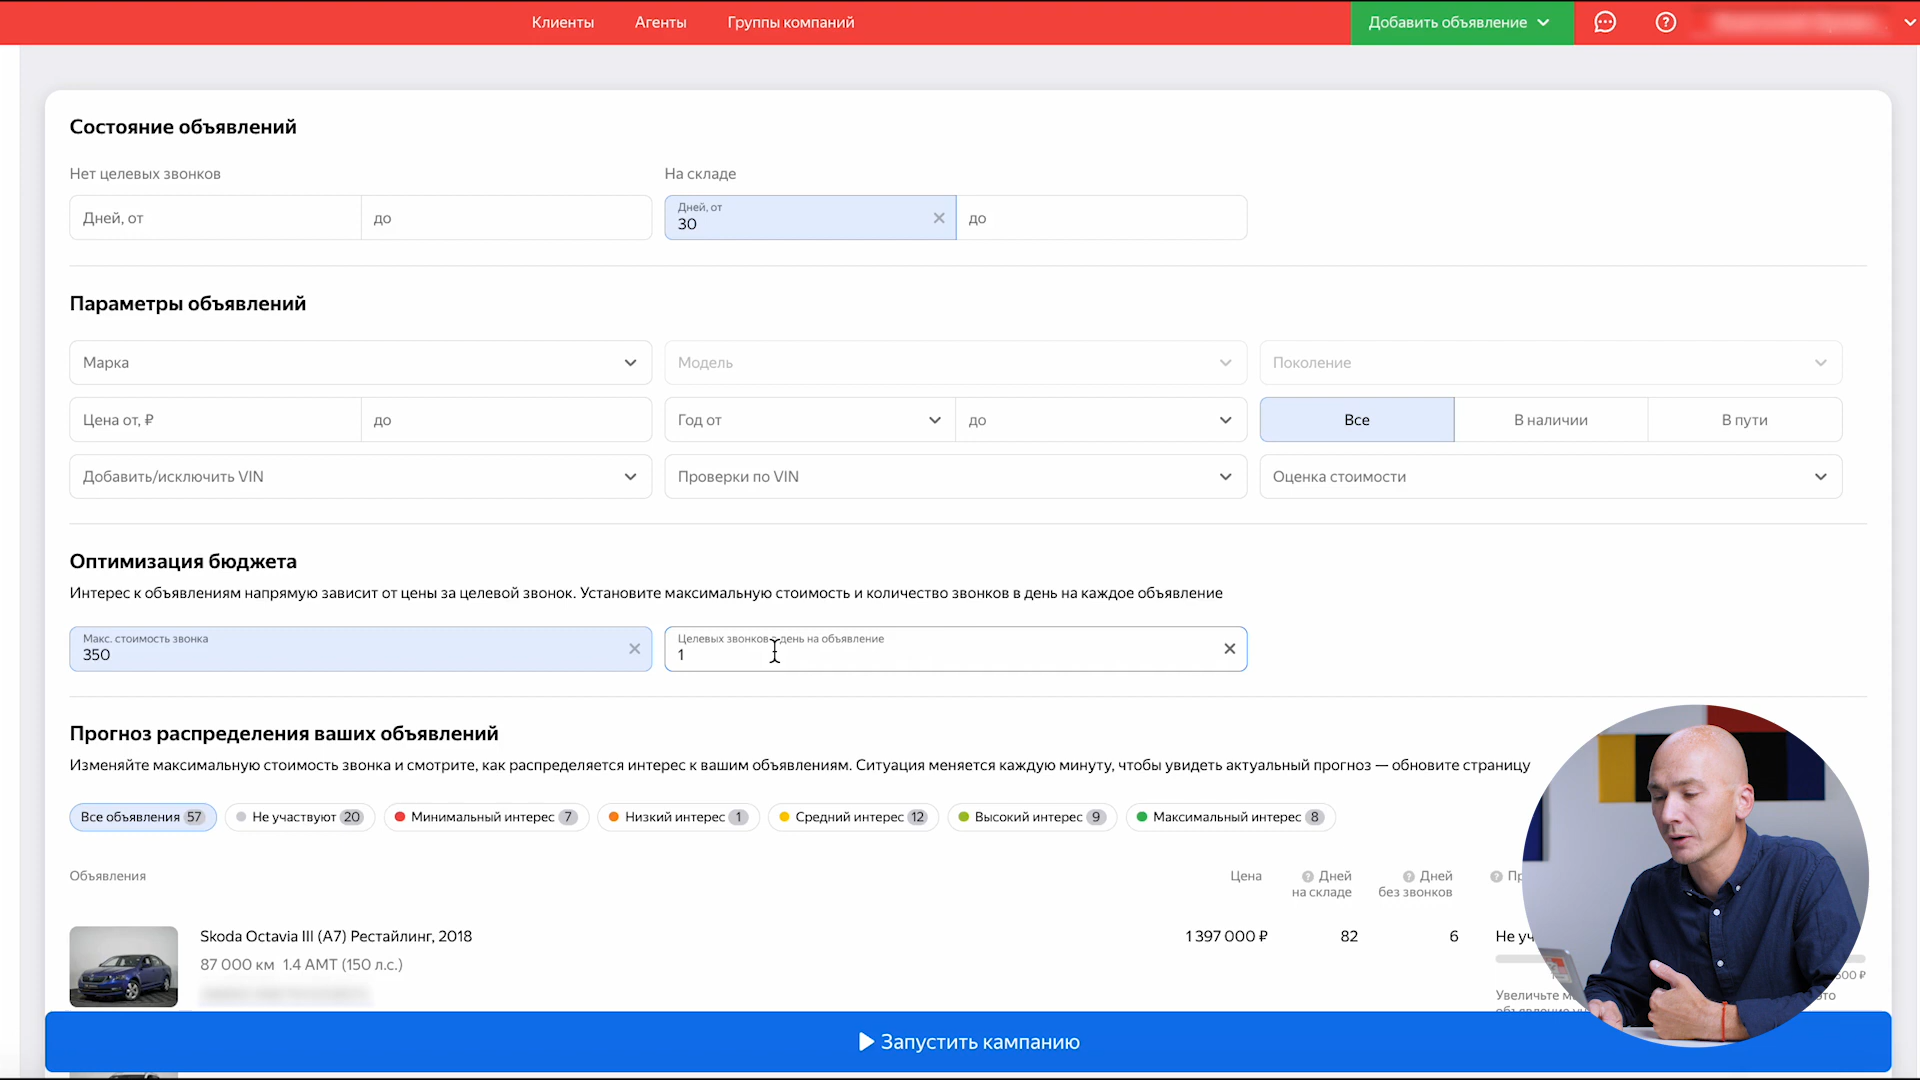 Клиенты Агенты Группы компаний Добавить объявление
Состояние объявлений
Нет целевых звонков На складе
Дней, от до Дней, от 30 до
Параметры объявлений
Марка Модель Поколение
Цена от, ₽ до Год от до Все В наличии В пути
Добавить/исключить VIN Проверки по VIN Оценка стоимости
Оптимизация бюджета
Интерес к объявлениям напрямую зависит от цены за целевой звонок. Установите максимальную стоимость и количество звонков в день на каждое объявление
Макс. стоимость звонка Целевых звонков день на объявление
350 1
Прогноз распределения ваших объявлений
Изменяйте максимальную стоимость звонка и смотрите, как распределяется интерес к вашим объявлениям. Ситуация меняется каждую минуту, чтобы увидеть актуальный прогноз — обновите страницу
Все объявления 57 Не участвуют 20 Минимальный интерес 7 Низкий интерес 1 Средний интерес 12 Высокий интерес 9 Максимальный интерес 8
Объявления Цена Дней на складе Дней без звонков Пр
Skoda Octavia III (A7) Рестайлинг, 2018 1 397 000 ₽ 82 6 Не уч
87 000 км 1.4 AMT (150 л.с.)
Увеличьте
Запустить кампанию